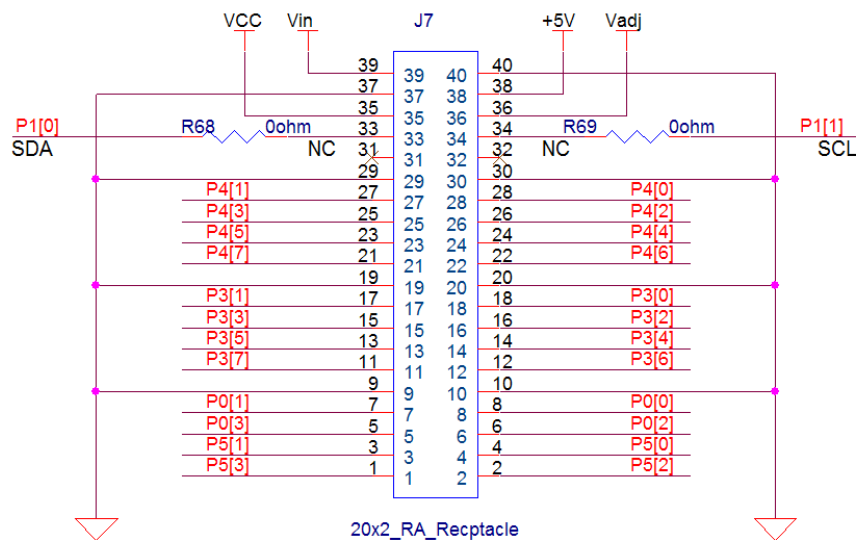 VCC Vin J7 +5V Vadj
39 39 40 40
37 37 38 38
35 35 36 36
P1[0] R68 0ohm 33 33 34 34 R69 0ohm P1[1]
SDA NC 31 31 32 32 NC SCL
29 29 30 30
P4[1] 27 27 28 28 P4[0]
P4[3] 25 25 26 26 P4[2]
P4[5] 23 23 24 24 P4[4]
P4[7] 21 21 22 22 P4[6]
19 19 20 20
P3[1] 17 17 18 18 P3[0]
P3[3] 15 15 16 16 P3[2]
P3[5] 13 13 14 14 P3[4]
P3[7] 11 11 12 12 P3[6]
9 9 10 10
P0[1] 7 7 8 8 P0[0]
P0[3] 5 5 6 6 P0[2]
P5[1] 3 3 4 4 P5[0]
P5[3] 1 1 2 2 P5[2]
20x2_RA_Recptacle